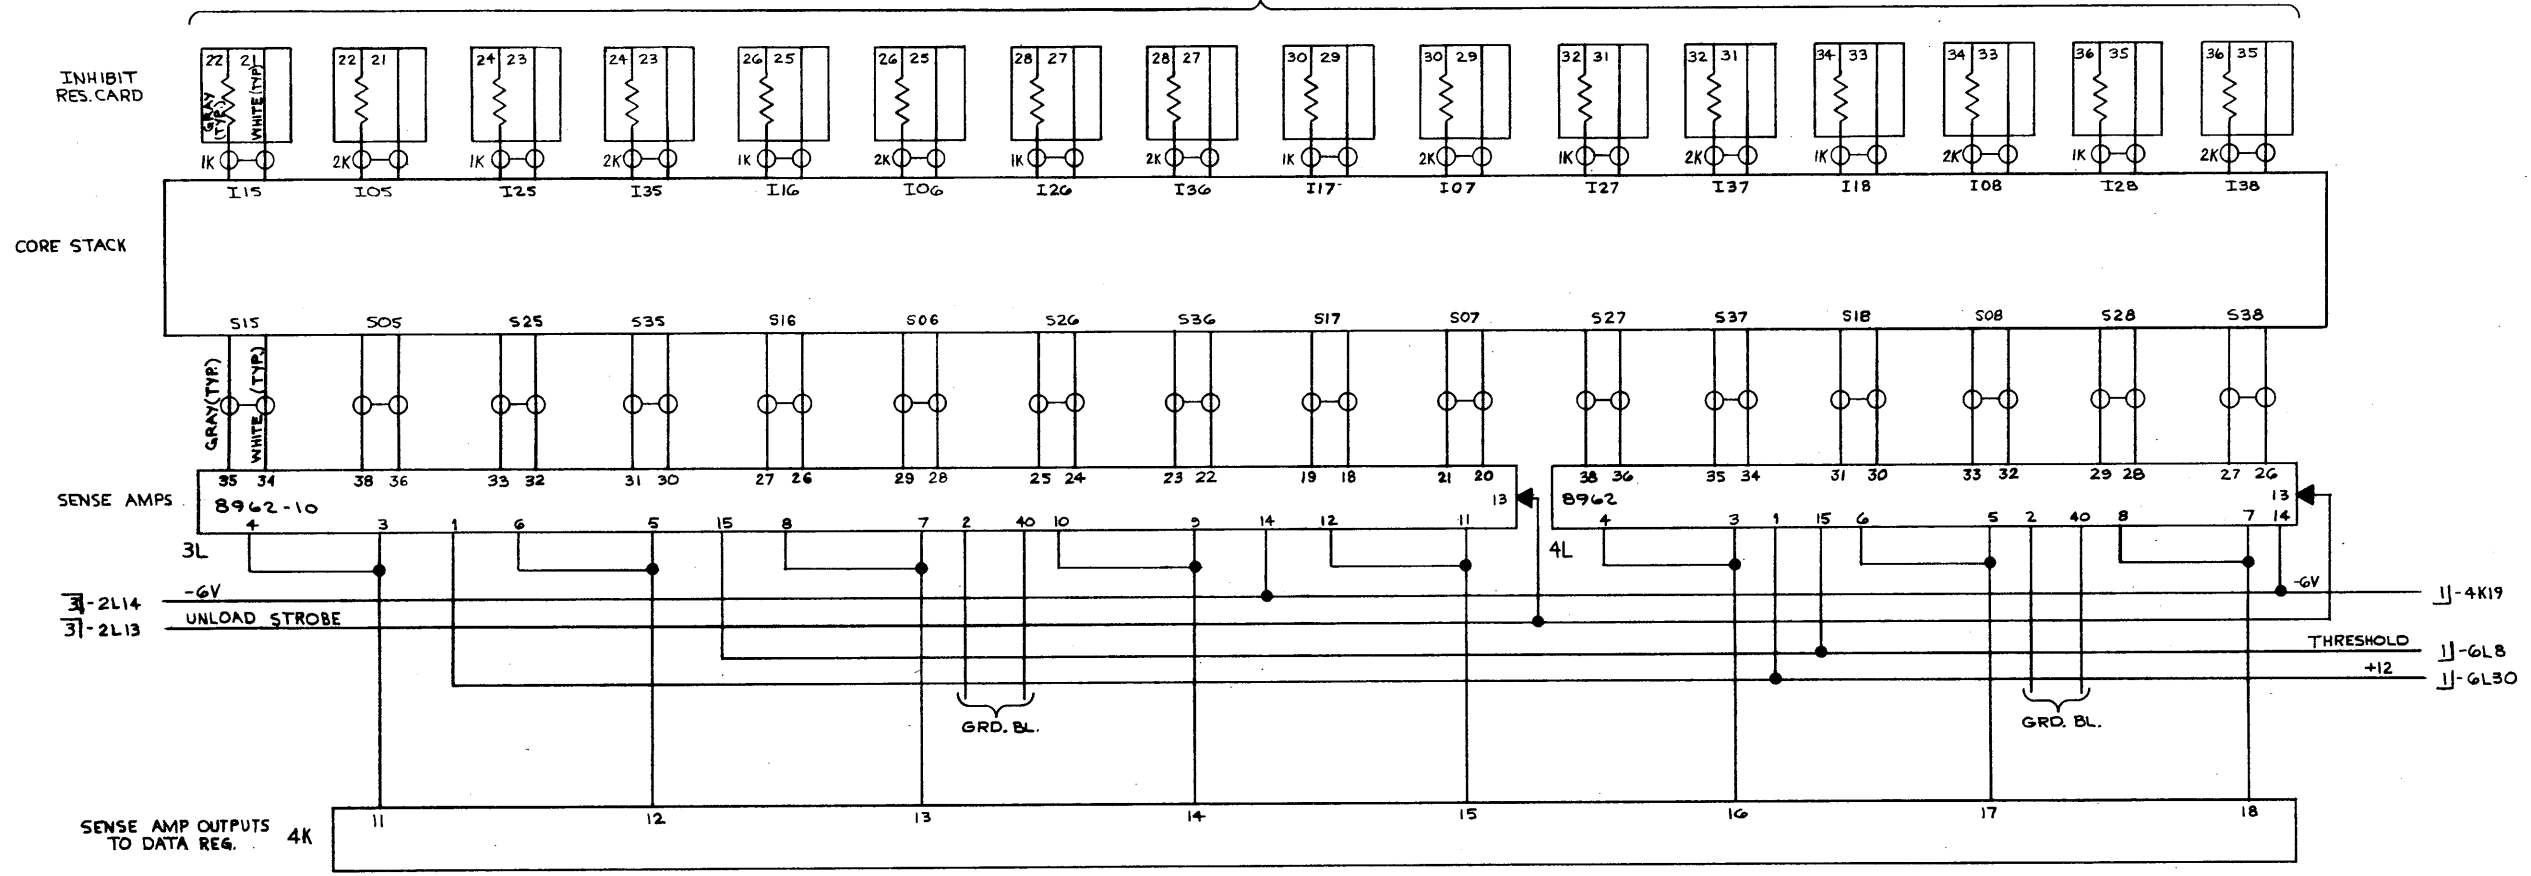 INHIBIT
RES. CARD
22 21 22 21 24 23 24 23 26 25 26 25 28 27 28 27 30 29 30 29 32 31 32 31 34 33 34 33 36 35 36 35
GRAY (TYP.) WHITE (TYP.)
1K 2K 1K 2K 1K 2K 1K 2K 1K 2K 1K 2K 1K 2K 1K 2K
I15 I05 I25 I35 I16 I06 I26 I36 I17 I07 I27 I37 I18 I08 I28 I38
CORE STACK
S15 S05 S25 S35 S16 S06 S26 S36 S17 S07 S27 S37 S18 S08 S28 S38
GRAY (TYP.) WHITE (TYP.)
35 34 38 36 33 32 31 30 27 26 29 28 25 24 23 22 19 18 21 20 38 36 35 34 31 30 33 32 29 28 27 26
SENSE AMPS 8962-10 13 8962 13
4 3 1 6 5 15 8 7 2 40 10 9 14 12 11 4 3 1 15 6 5 2 40 8 7 14
3L 4L
-2L14 -6V -6V 1]-4K19
3]-2L13 UNLOAD STROBE
THRESHOLD 1]-6L8
+12 1]-6L30
GRD. BL. GRD. BL.
SENSE AMP OUTPUTS
TO DATA REG. 4K
11 12 13 14 15 16 17 18